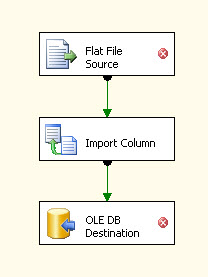 Flat File
Source
Import Column
OLE DB
Destination